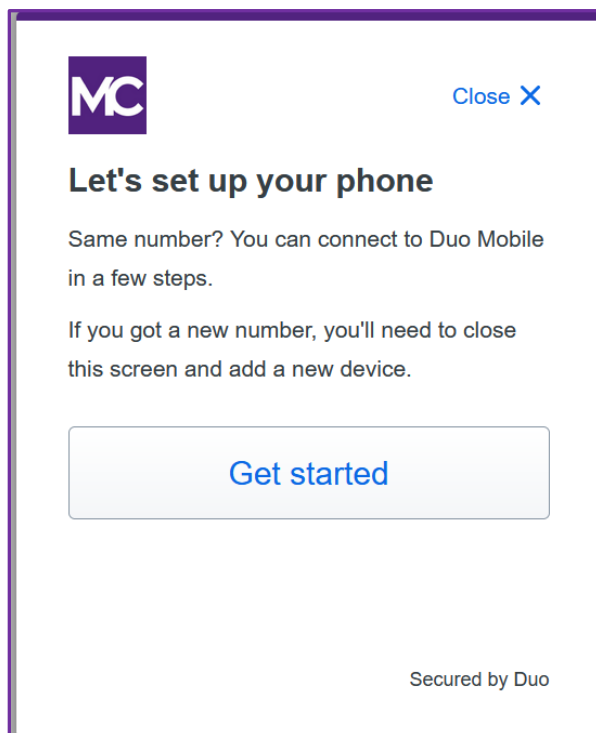 MC
Close
Let's set up your phone
Same number? You can connect to Duo Mobile
in a few steps.
If you got a new number, you'll need to close
this screen and add a new device.
Get started
Secured by Duo